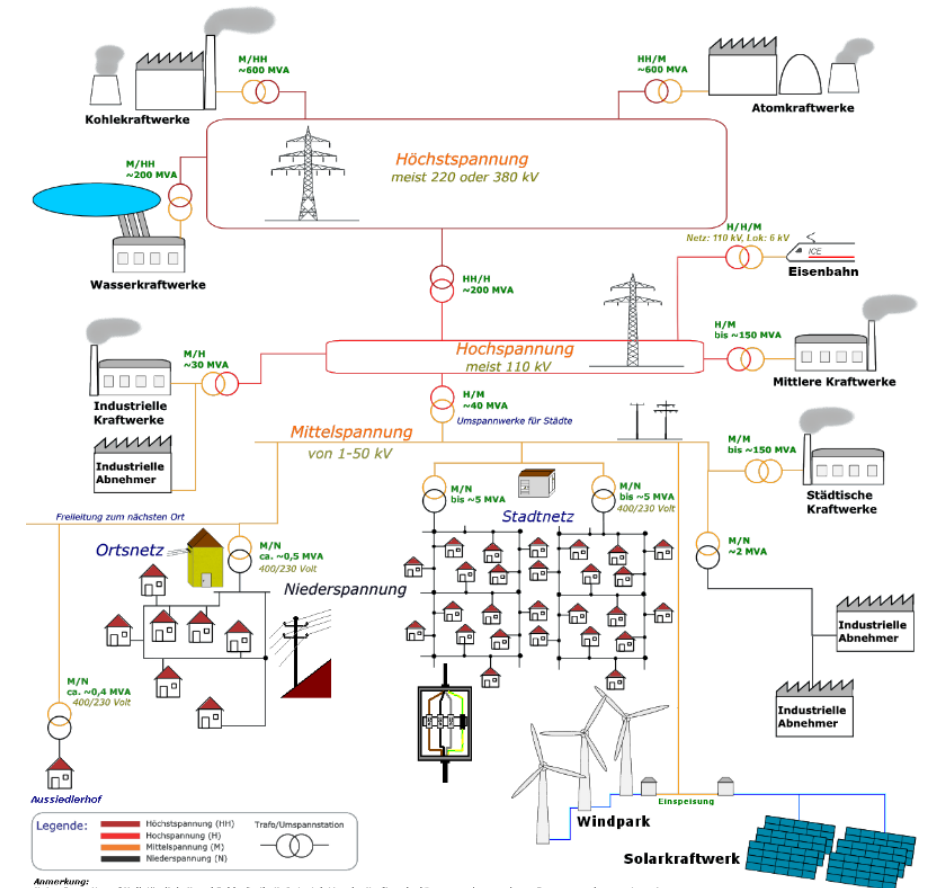 M/HH
~600 MVA
Kohlekraftwerke
HH/M
~600 MVA
Atomkraftwerke
Höchstspannung
meist 220 oder 380 kV
M/HH
~200 MVA
Wasserkraftwerke
H/H/M
Netz: 110 kV, Lok: 6 kV
ICE
Eisenbahn
HH/H
~200 MVA
Hochspannung
meist 110 kV
M/H
~30 MVA
Industrielle
Kraftwerke
Industrielle
Abnehmer
H/M
bis ~150 MVA
Mittlere Kraftwerke
H/M
~40 MVA
Umspannwerke für Städte
Mittelspannung
von 1-50 kV
M/M
bis ~150 MVA
Städtische
Kraftwerke
M/N
bis ~5 MVA
M/N
bis ~5 MVA
400/230 Volt
Stadtnetz
Freileitung zum nächsten Ort
Ortsnetz
M/N
ca. ~0,5 MVA
400/230 Volt
Niederspannung
M/N
~2 MVA
Industrielle
Abnehmer
Industrielle
Abnehmer
M/N
ca. ~0,4 MVA
400/230 Volt
Aussiedlerhof
Einspeisung
Windpark
Solarkraftwerk
Legende:
Höchstspannung (HH)
Hochspannung (H)
Mittelspannung (M)
Niederspannung (N)
Trafo/Umspannstation
Anmerkung: